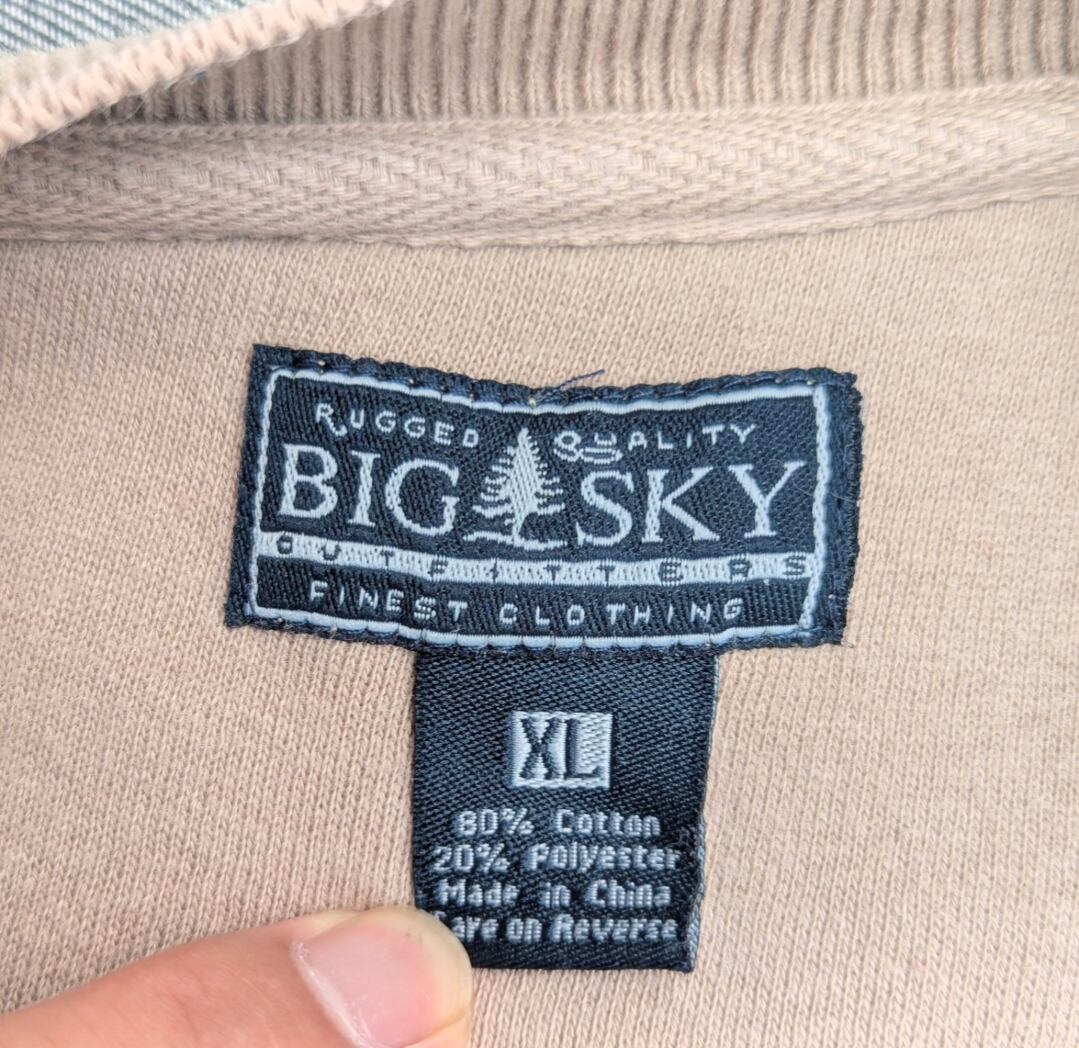 RUGGED QUALITY
BIG SKY
OUTFITTERS
FINEST CLOTHING
XL
80% Cotton
20% Polyester
Made in China
Care on Reverse